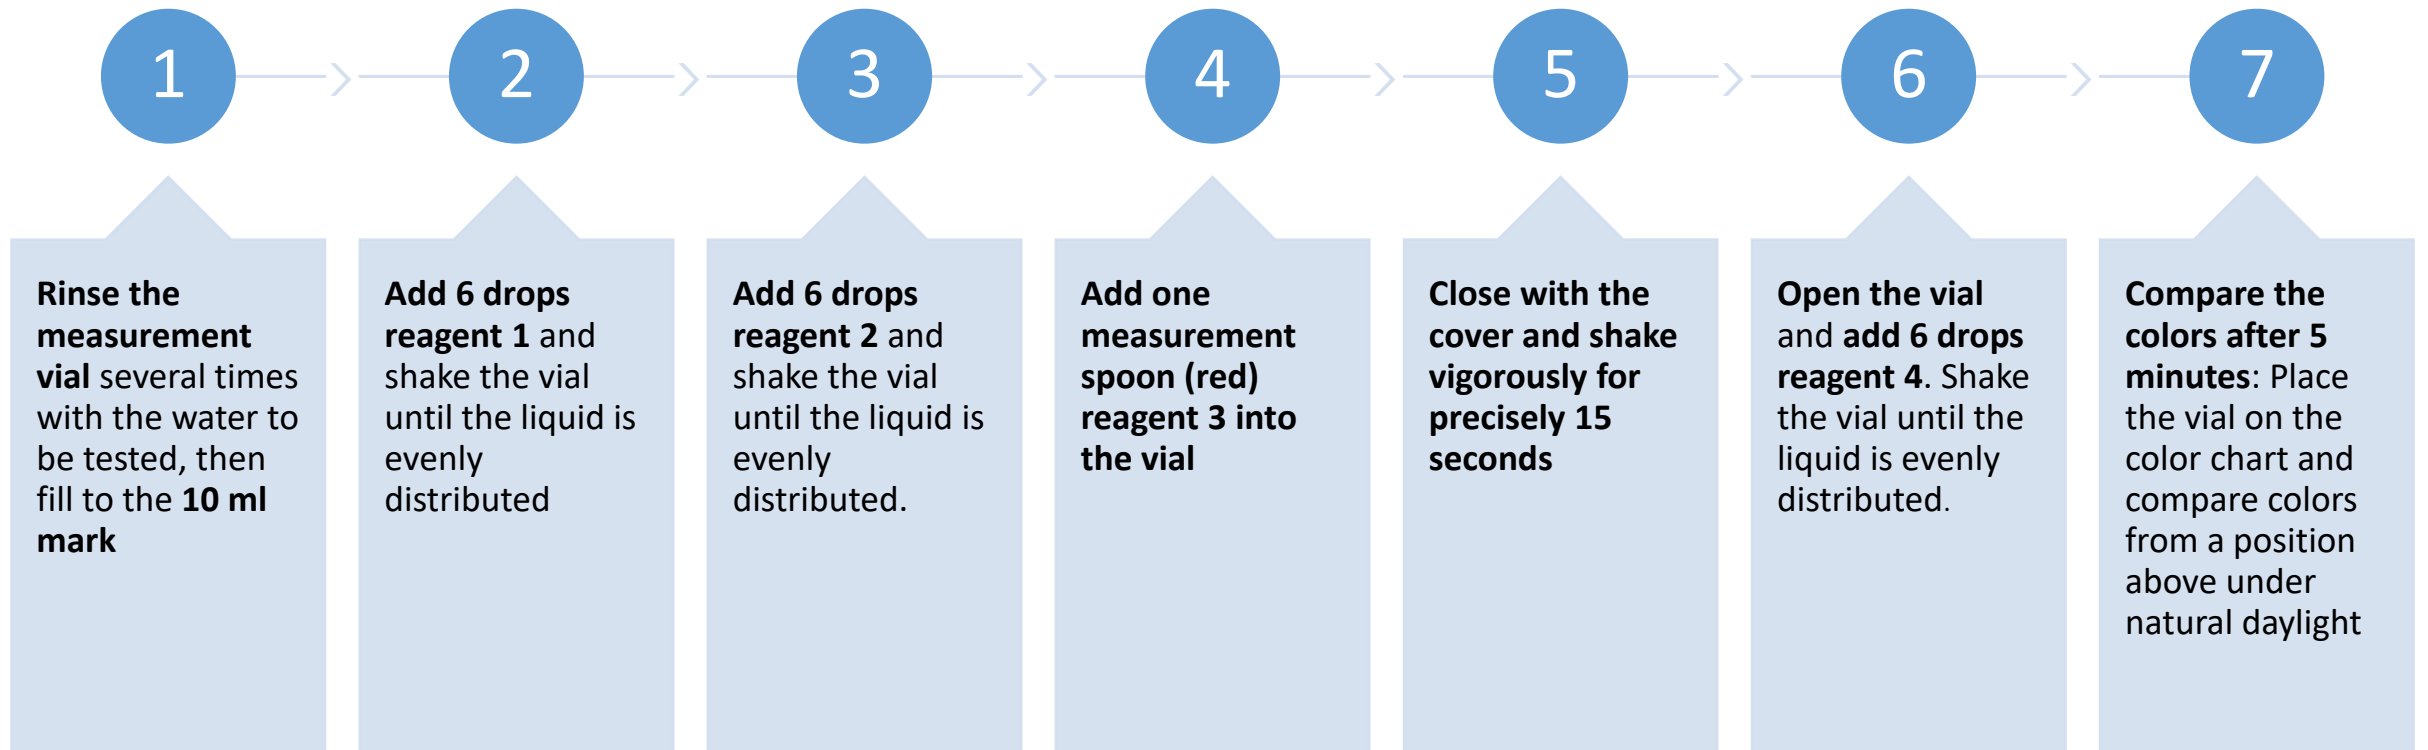 1
2
3
4
5
6
7
Rinse the
measurement
vial several times
with the water to
be tested, then
fill to the 10 ml
mark
Add 6 drops
reagent 1 and
shake the vial
until the liquid is
evenly
distributed
Add 6 drops
reagent 2 and
shake the vial
until the liquid is
evenly
distributed.
Add one
measurement
spoon (red)
reagent 3 into
the vial
Close with the
cover and shake
vigorously for
precisely 15
seconds
Open the vial
and add 6 drops
reagent 4. Shake
the vial until the
liquid is evenly
distributed.
Compare the
colors after 5
minutes: Place
the vial on the
color chart and
compare colors
from a position
above under
natural daylight